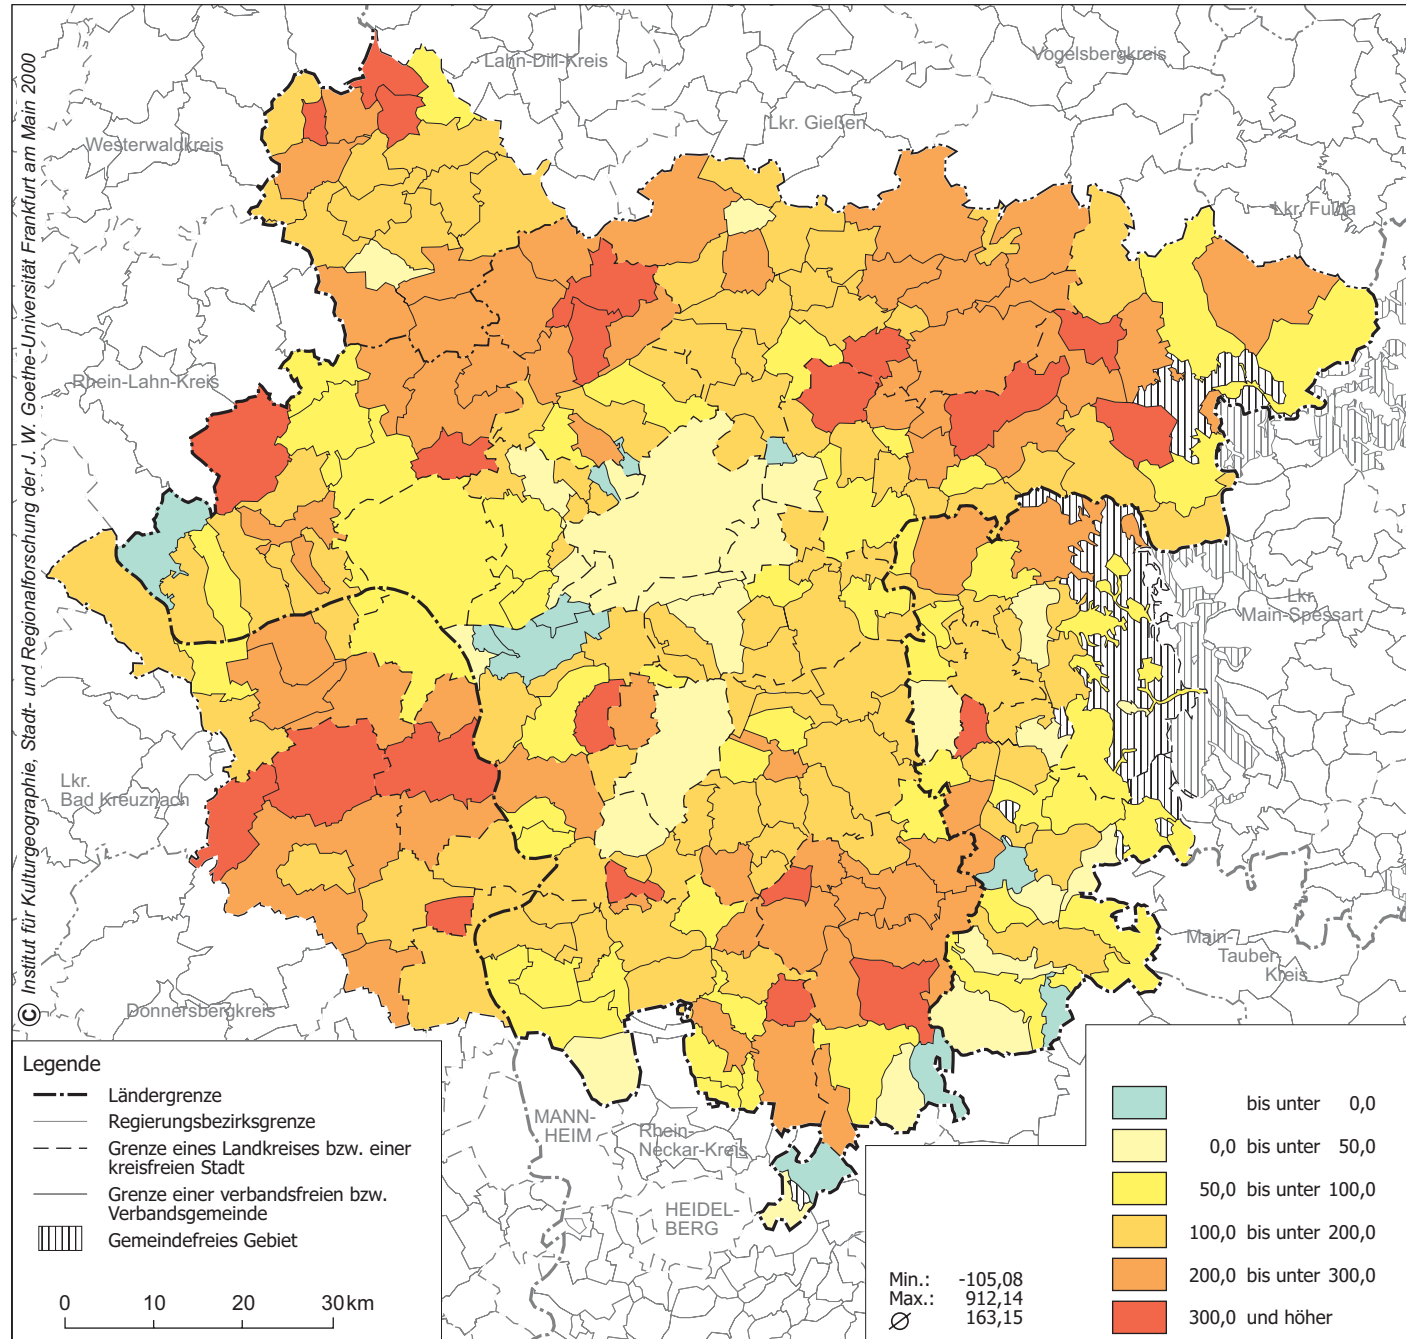 © Institut für Kulturgeographie, Stadt- und Regionalforschung der J. W. Goethe-Universität Frankfurt am Main 2000
Lahn-Dill-Kreis
Vogelsbergkreis
Westerwaldkreis
Lkr. Gießen
Lkr. Fulda
Rhein-Lahn-Kreis
Lkr.
Main-Spessart
Lkr.
Bad Kreuznach
Main-
Tauber-
Kreis
Donnersbergkreis
MANN-
HEIM
Rhein-
Neckar-Kreis
HEIDEL-
BERG
Legende
Ländergrenze
Regierungsbezirksgrenze
Grenze eines Landkreises bzw. einer
kreisfreien Stadt
Grenze einer verbandsfreien bzw.
Verbandsgemeinde
Gemeindefreies Gebiet
0 10 20 30 km
bis unter 0,0
0,0 bis unter 50,0
50,0 bis unter 100,0
100,0 bis unter 200,0
200,0 bis unter 300,0
300,0 und höher
Min.: -105,08
Max.: 912,14
Ø 163,15